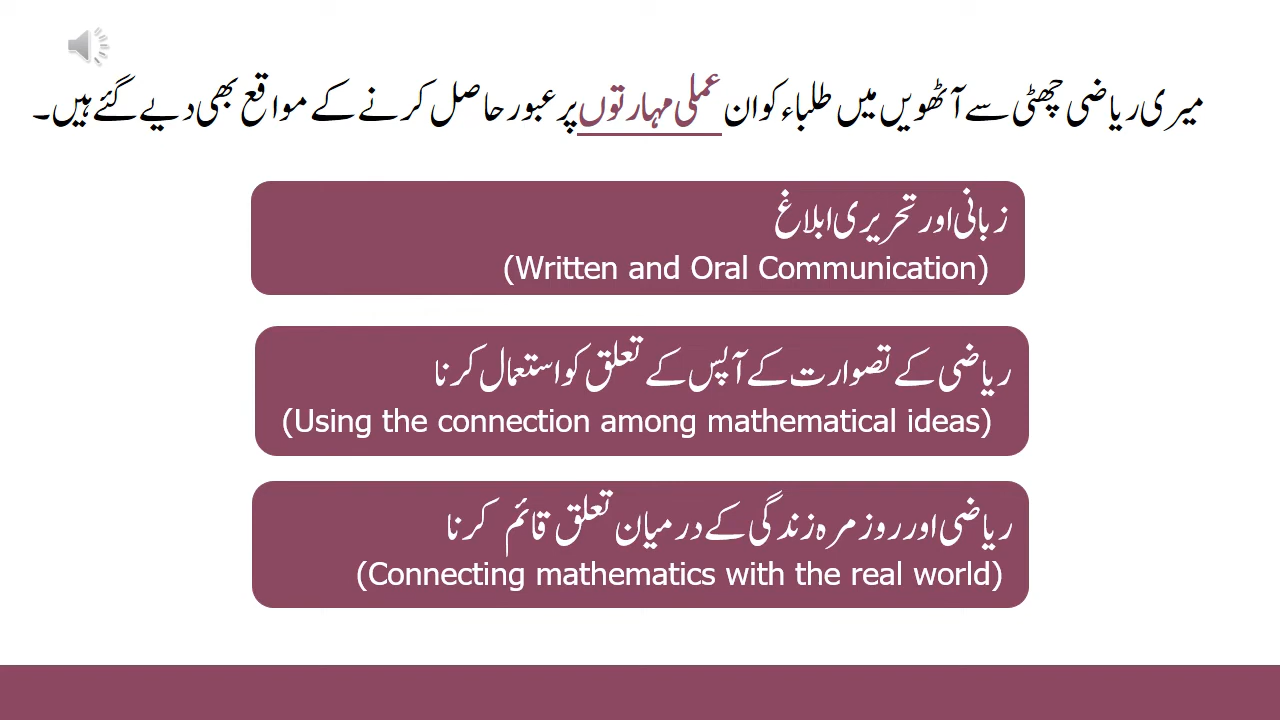 میری ریاضی چھٹی سے آٹھویں میں طلباء کو ان عملی مہارتوں پر عبور حاصل کرنے کے مواقع بھی دیے گئے ہیں۔
زبانی اور تحریری ابلاغ
(Written and Oral Communication)
ریاضی کے تصوارت کے آپس کے تعلق کو استعمال کرنا
(Using the connection among mathematical ideas)
ریاضی اور روز مرہ زندگی کے درمیان تعلق قائم کرنا
(Connecting mathematics with the real world)